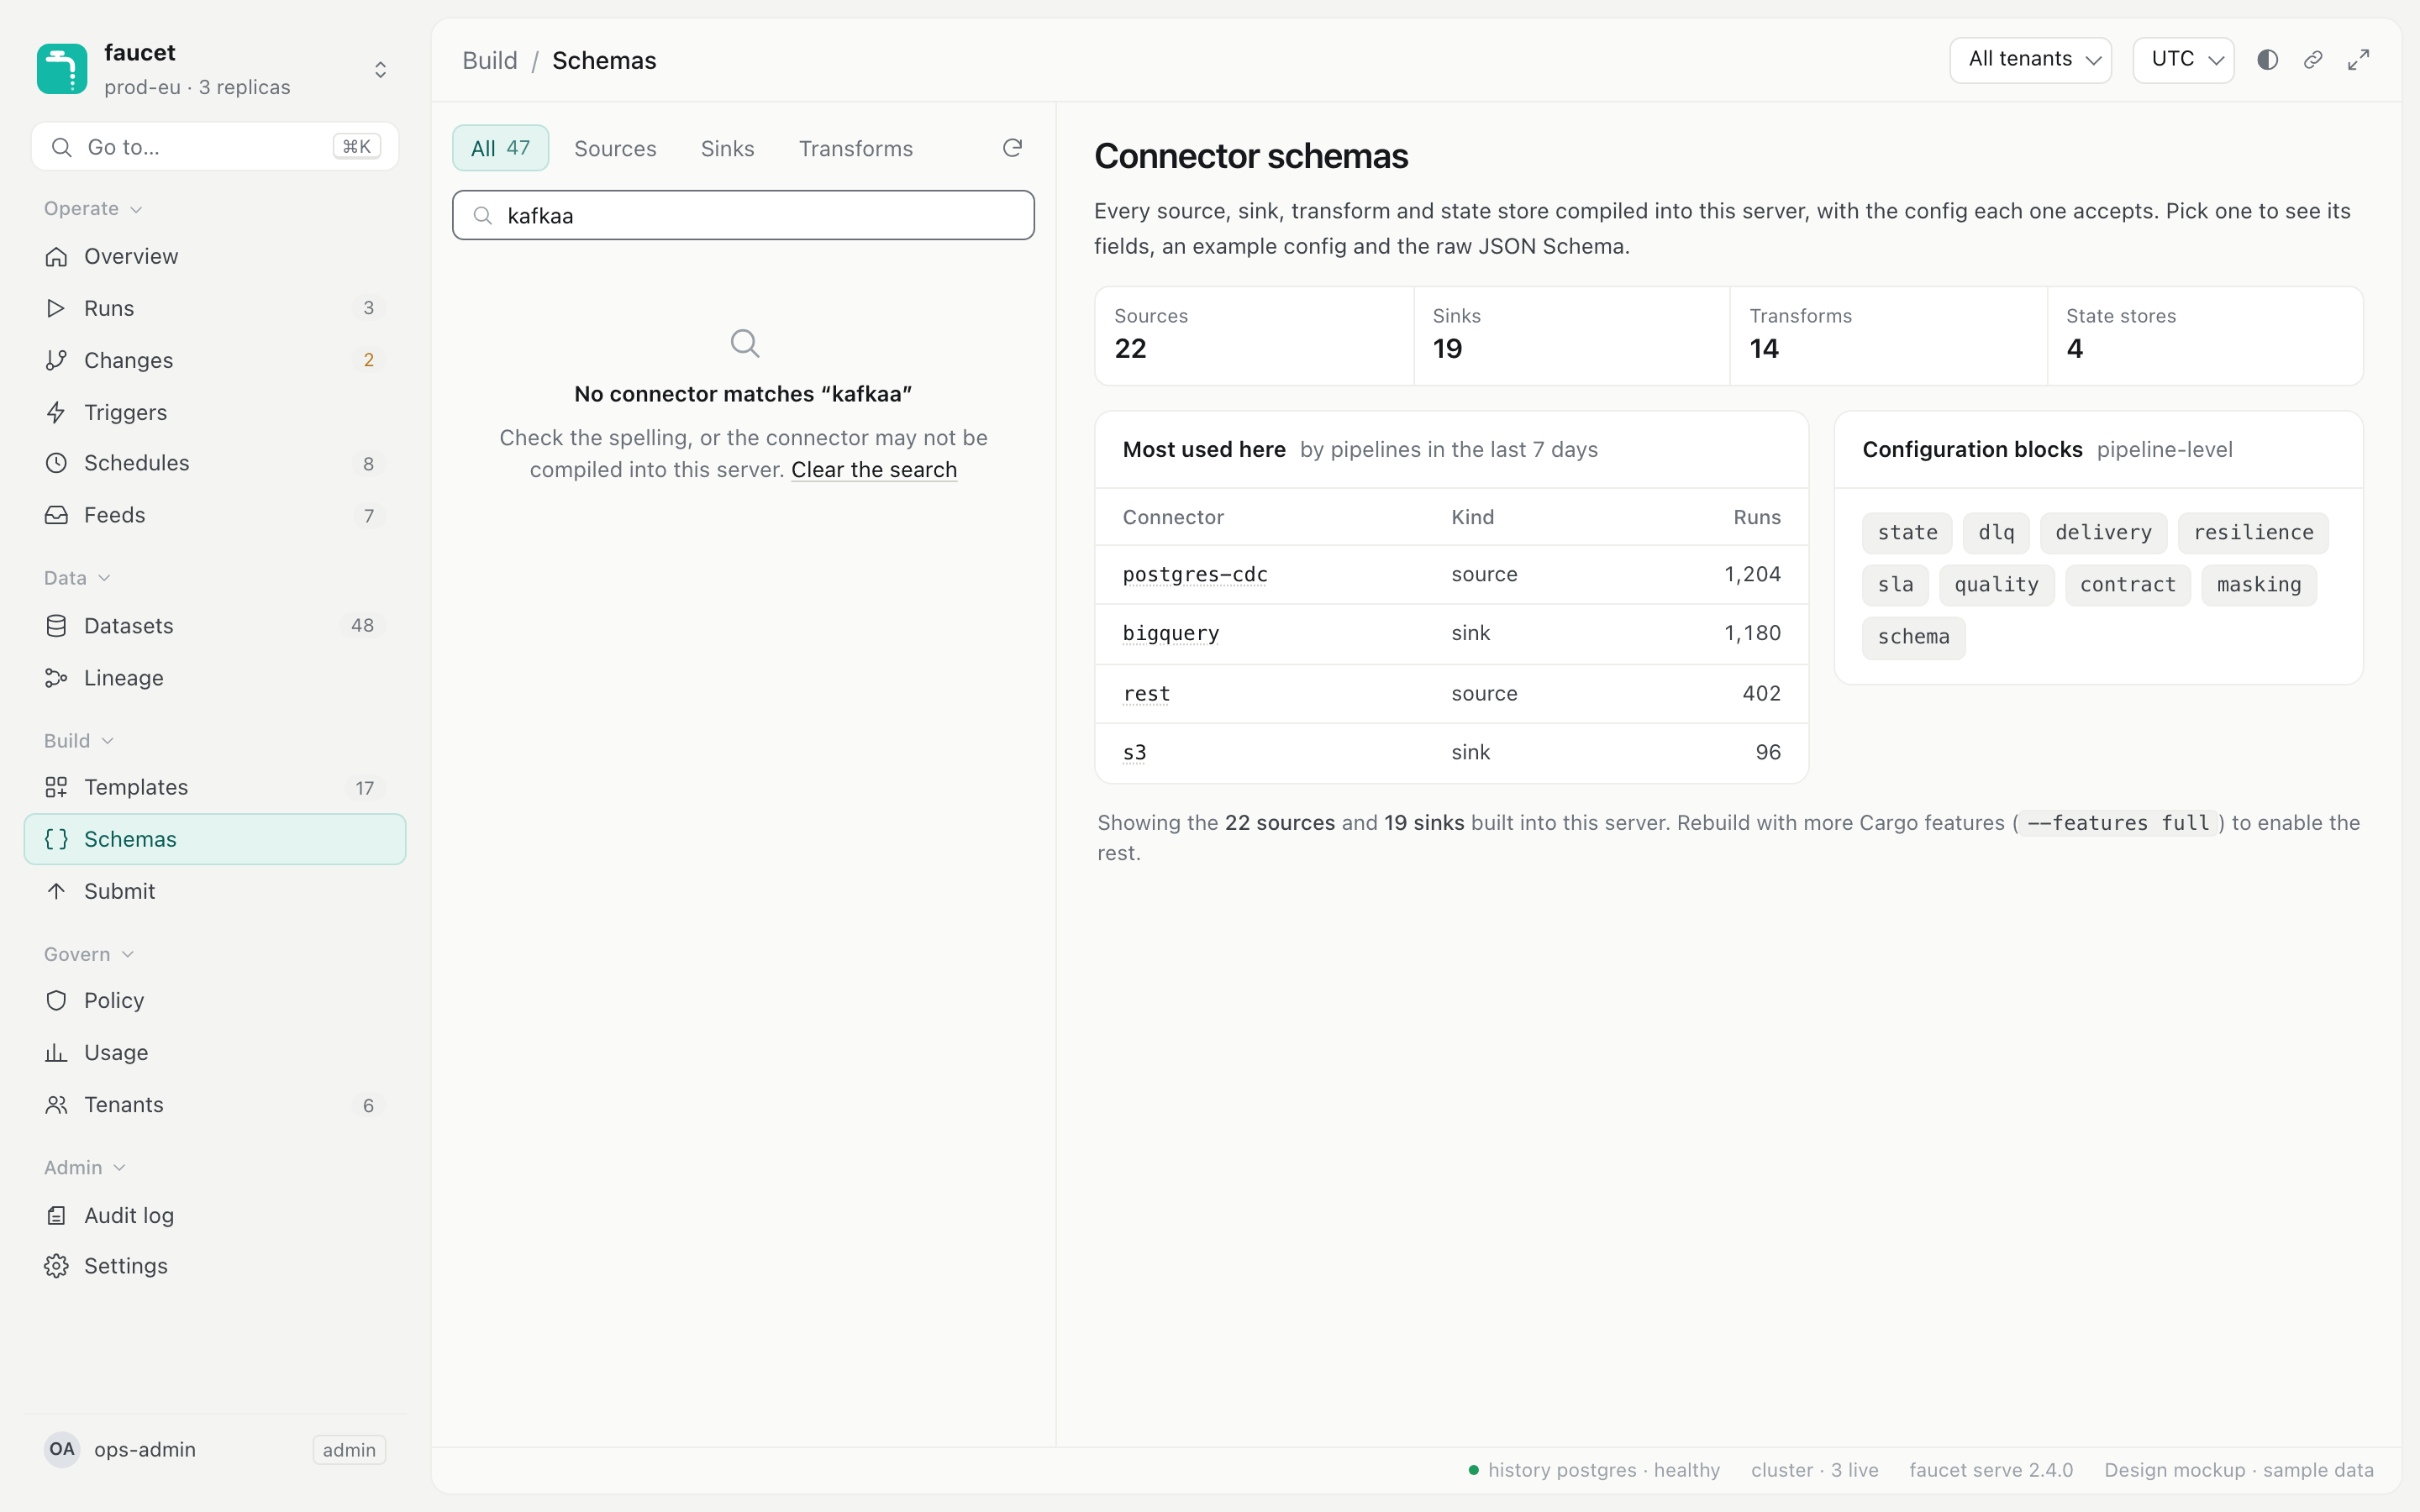 faucet
prod-eu · 3 replicas
Go to...
⌘K
Operate
Overview
Runs 3
Changes 2
Triggers
Schedules 8
Feeds 7
Data
Datasets 48
Lineage
Build
Templates 17
Schemas
Submit
Govern
Policy
Usage
Tenants 6
Admin
Audit log
Settings
OA ops-admin admin
Build / Schemas
All tenants
UTC
All 47 Sources Sinks Transforms
kafkaa
No connector matches “kafkaa”
Check the spelling, or the connector may not be
compiled into this server. Clear the search
Connector schemas
Every source, sink, transform and state store compiled into this server, with the config each one accepts. Pick one to see its
fields, an example config and the raw JSON Schema.
Sources Sinks Transforms State stores
22 19 14 4
Most used here by pipelines in the last 7 days
Connector Kind Runs
postgres-cdc source 1,204
bigquery sink 1,180
rest source 402
s3 sink 96
Configuration blocks pipeline-level
state dlq delivery resilience
sla quality contract masking
schema
Showing the 22 sources and 19 sinks built into this server. Rebuild with more Cargo features ( --features full ) to enable the
rest.
history postgres · healthy cluster · 3 live faucet serve 2.4.0 Design mockup · sample data